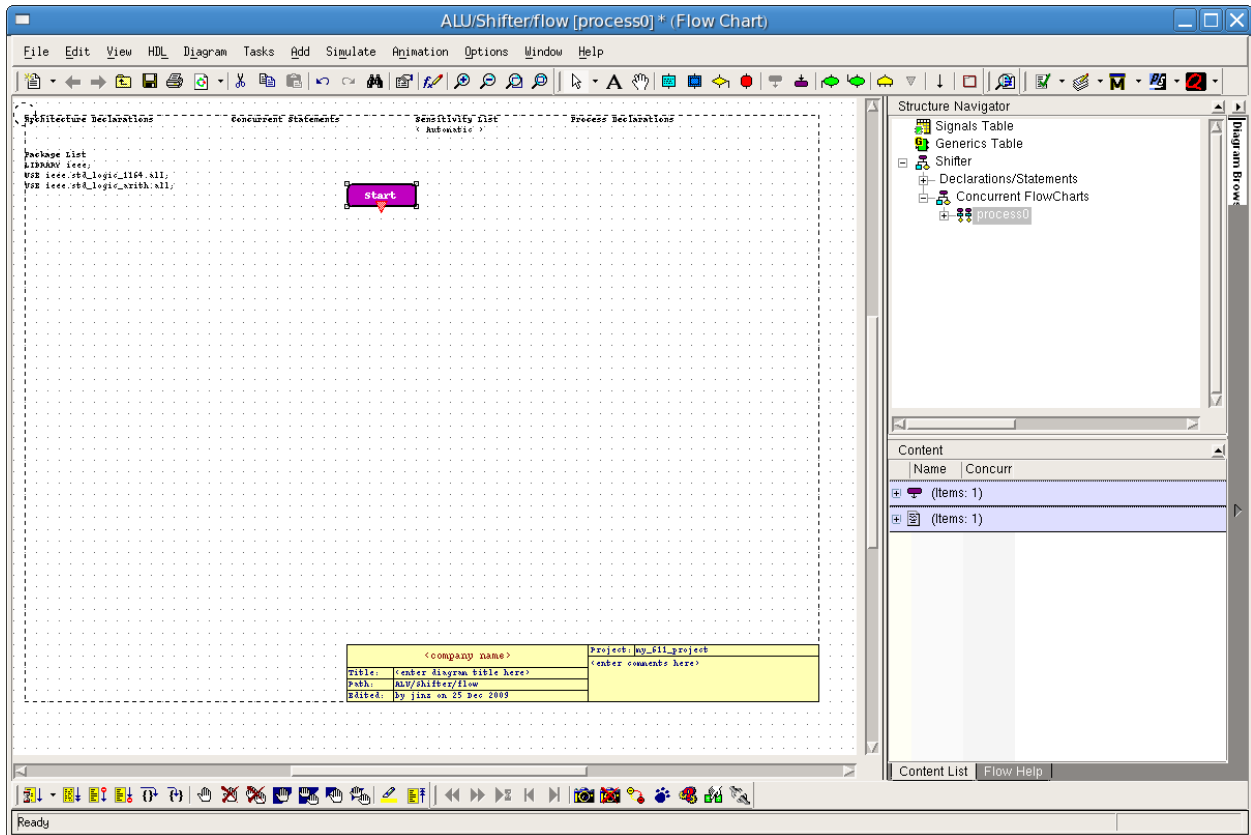 ALU/Shifter/flow [process0] * (Flow Chart)
File Edit View HDL Diagram Tasks Add Simulate Animation Options Window Help
Architecture Declarations Concurrent Statements Sensitivity List Process Declarations
( Automatic )
Package List
LIBRARY ieee;
USE ieee.std_logic_1164.all;
USE ieee.std_logic_arith.all;
start
<company name>
Project: my_611_project
<enter comments here>
Title: <enter diagram title here>
Path: ALU/Shifter/flow
Edited: by jinz on 25 Dec 2009
Structure Navigator
Signals Table
Generics Table
Shifter
Declarations/Statements
Concurrent FlowCharts
process0
Diagram Brows
Content
Name Concurr
(Items: 1)
(Items: 1)
Content List Flow Help
Ready